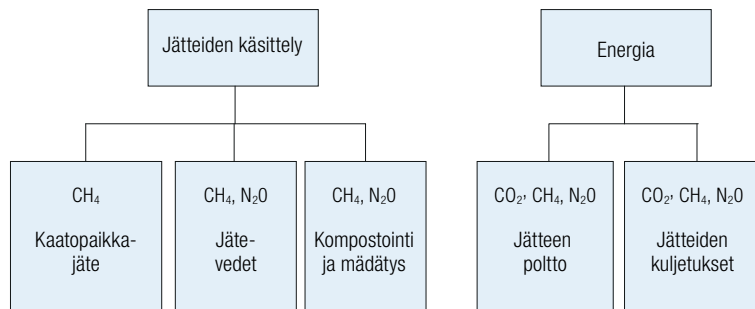 Jätteiden käsittely
Energia
CH₄
Kaatopaikka-
jäte
CH₄, N₂O
Jäte-
vedet
CH₄, N₂O
Kompostointi
ja mädätys
CO₂, CH₄, N₂O
Jätteen
poltto
CO₂, CH₄, N₂O
Jätteiden
kuljetukset